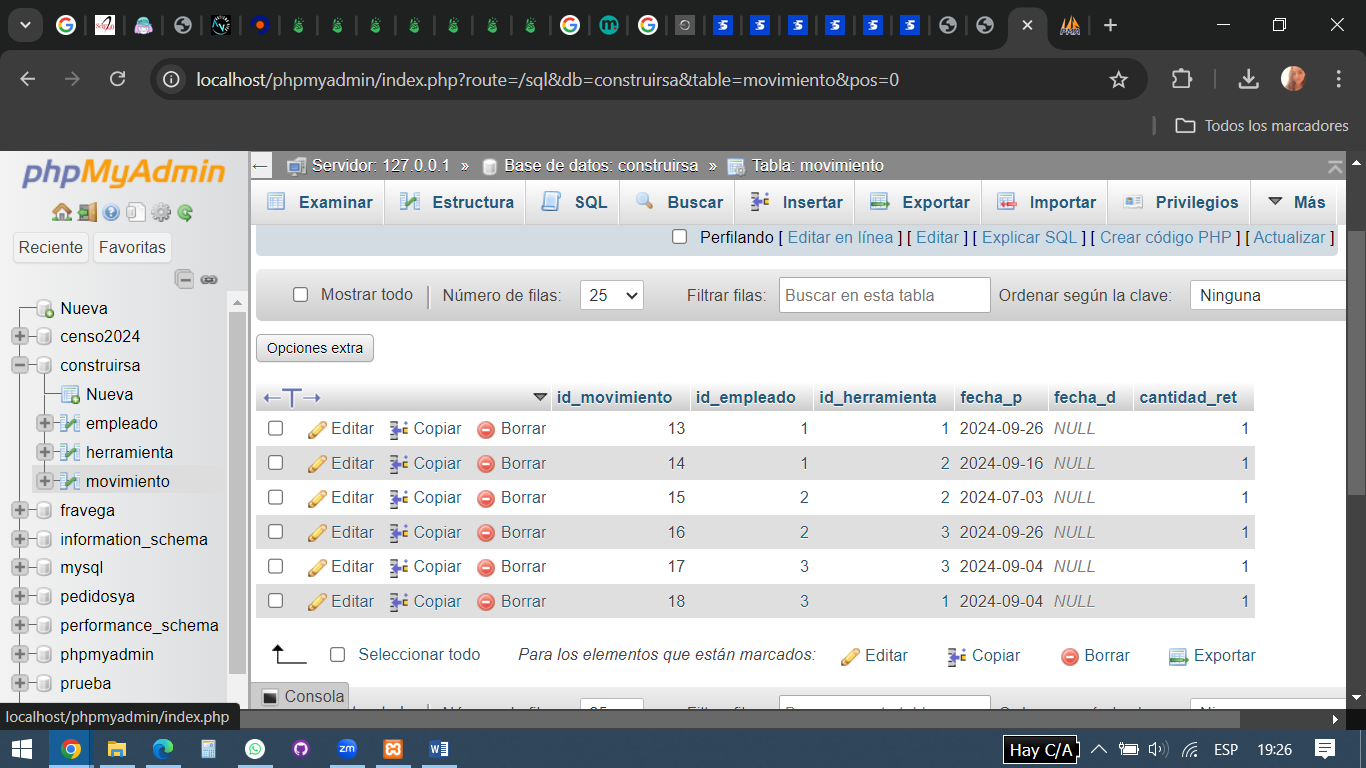 localhost/phpmyadmin/index.php?route=/sql&db=construirsa&table=movimiento&pos=0
Todos los marcadores
phpMyAdmin
Reciente Favoritas
Nueva
censo2024
construirsa
Nueva
empleado
herramienta
movimiento
fravega
information_schema
mysql
pedidosya
performance_schema
phpmyadmin
prueba
Servidor: 127.0.0.1 » Base de datos: construirsa » Tabla: movimiento
Examinar Estructura SQL Buscar Insertar Exportar Importar Privilegios Más
Perfilando [ Editar en línea ] [ Editar ] [ Explicar SQL ] [ Crear código PHP ] [ Actualizar ]
Mostrar todo Número de filas: 25 Filtrar filas: Buscar en esta tabla Ordenar según la clave: Ninguna
Opciones extra
id_movimiento id_empleado id_herramienta fecha_p fecha_d cantidad_ret
Editar Copiar Borrar 13 1 1 2024-09-26 NULL 1
Editar Copiar Borrar 14 1 2 2024-09-16 NULL 1
Editar Copiar Borrar 15 2 2 2024-07-03 NULL 1
Editar Copiar Borrar 16 2 3 2024-09-26 NULL 1
Editar Copiar Borrar 17 3 3 2024-09-04 NULL 1
Editar Copiar Borrar 18 3 1 2024-09-04 NULL 1
Seleccionar todo Para los elementos que están marcados: Editar Copiar Borrar Exportar
Consola
localhost/phpmyadmin/index.php
Hay C/A ESP 19:26